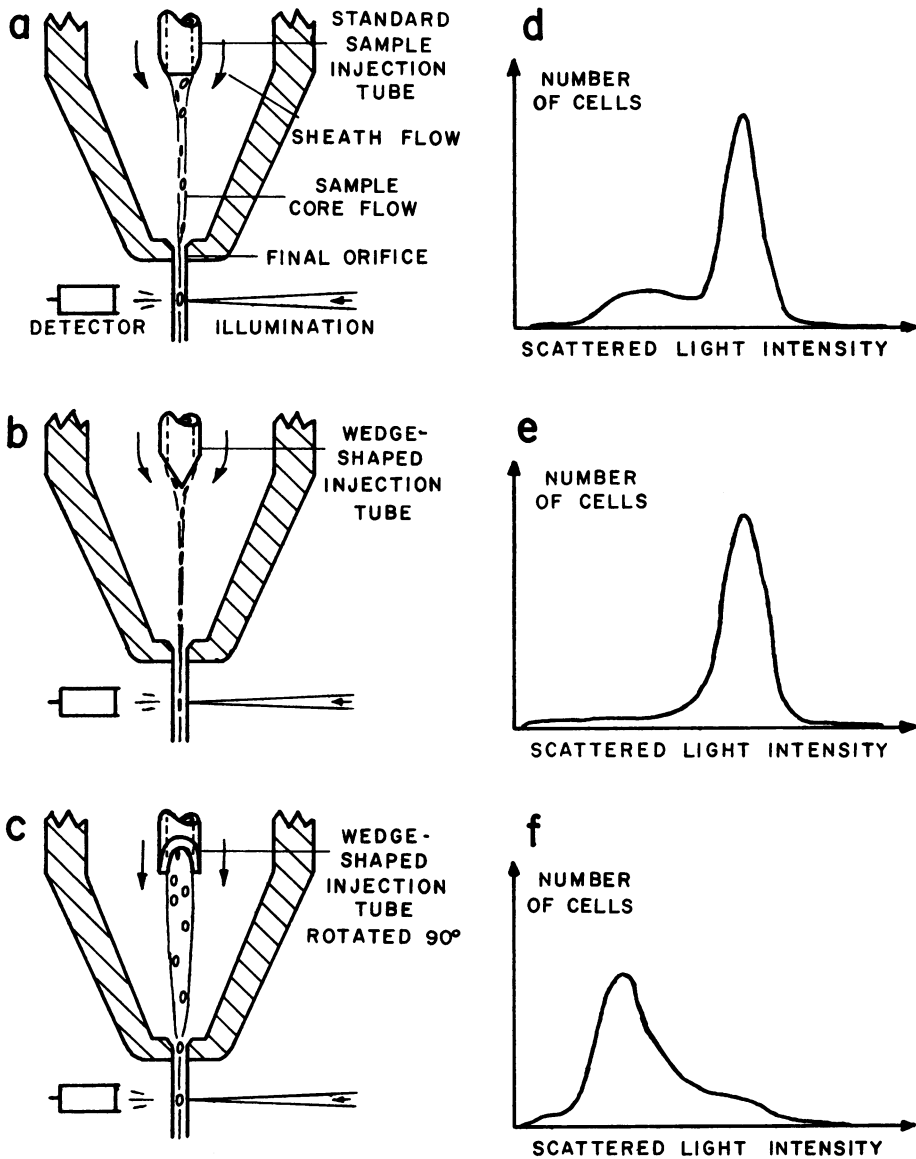 a
STANDARD
SAMPLE
INJECTION
TUBE
SHEATH FLOW
SAMPLE
CORE FLOW
FINAL ORIFICE
DETECTOR
ILLUMINATION
d
NUMBER
OF CELLS
SCATTERED LIGHT INTENSITY
b
WEDGE-
SHAPED
INJECTION
TUBE
e
NUMBER
OF CELLS
SCATTERED LIGHT INTENSITY
c
WEDGE-
SHAPED
INJECTION
TUBE
ROTATED 90°
f
NUMBER
OF CELLS
SCATTERED LIGHT INTENSITY